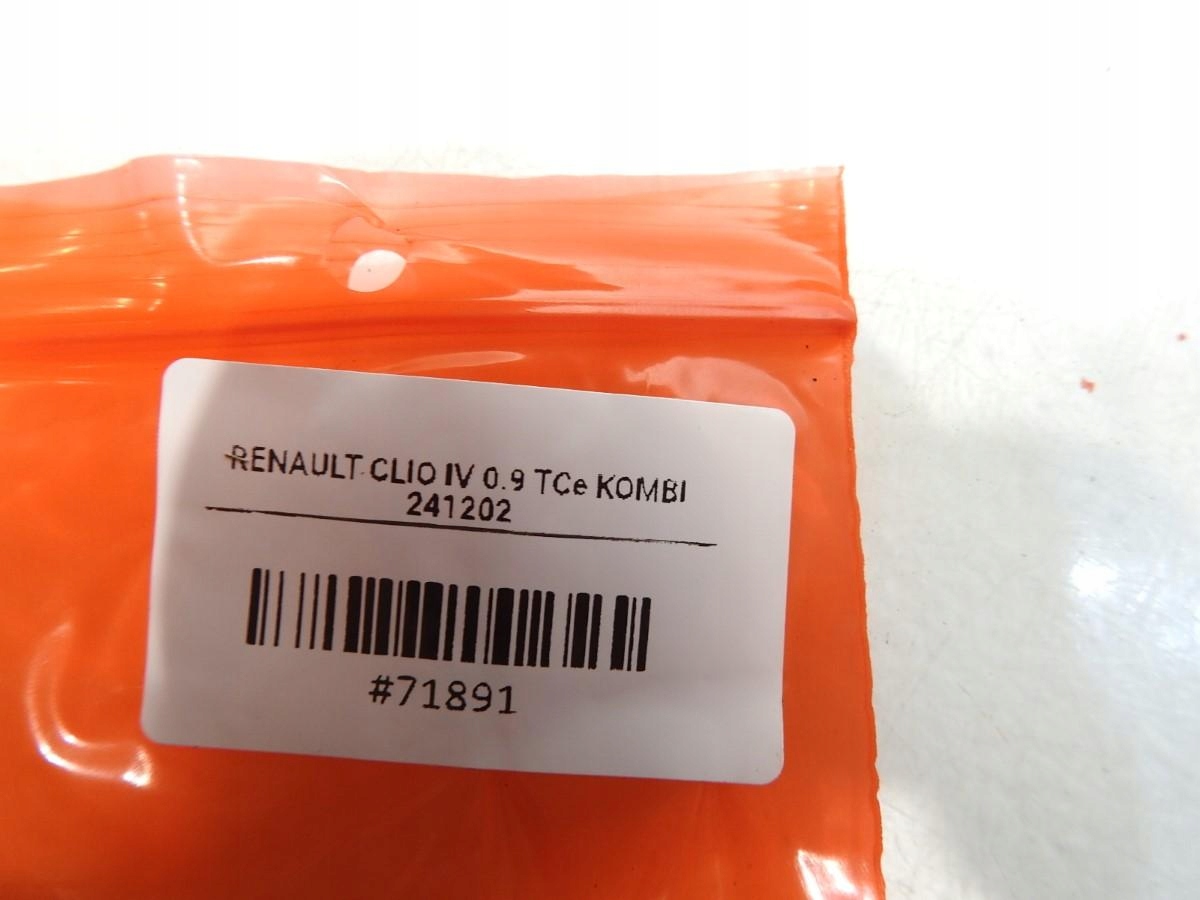 RENAULT CLIO IV 0.9 TCe KOMBI
241202
#71891